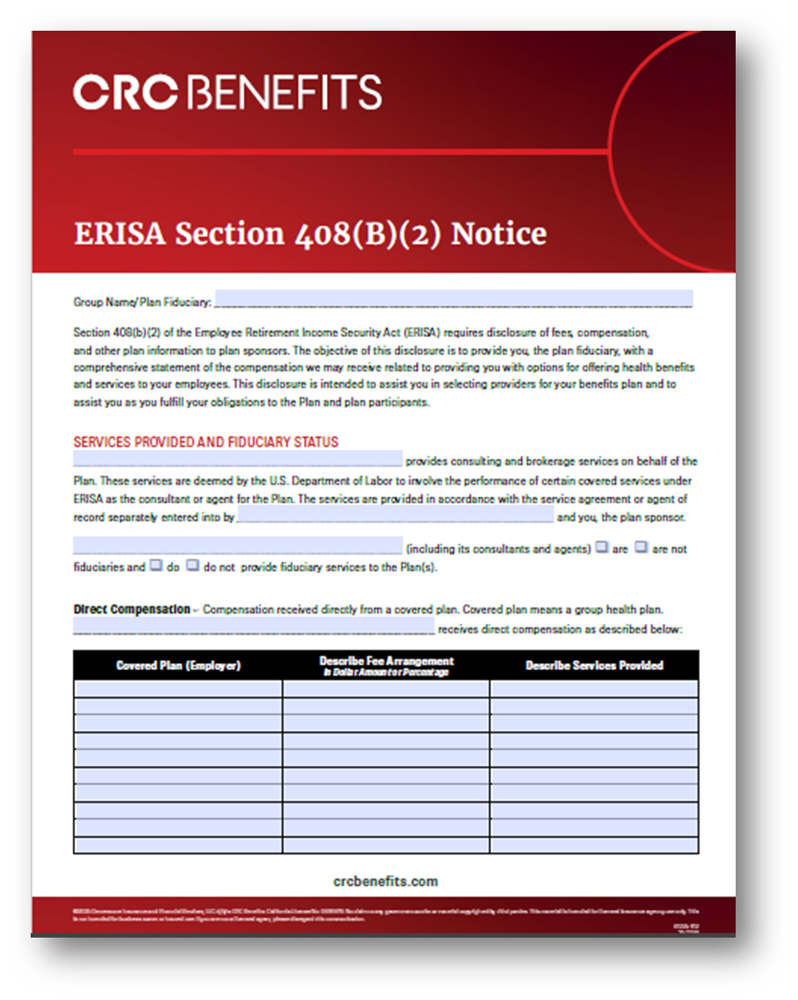 CRC BENEFITS
ERISA Section 408(B)(2) Notice
Group Name/Plan Fiduciary:
Section 408(b)(2) of the Employee Retirement Income Security Act (ERISA) requires disclosure of fees, compensation,
and other plan information to plan sponsors. The objective of this disclosure is to provide you, the plan fiduciary, with a
comprehensive statement of the compensation we may receive related to providing you with options for offering health benefits
and services to your employees. This disclosure is intended to assist you in selecting providers for your benefits plan and to
assist you as you fulfill your obligations to the Plan and plan participants.
SERVICES PROVIDED AND FIDUCIARY STATUS
provides consulting and brokerage services on behalf of the
Plan. These services are deemed by the U.S. Department of Labor to involve the performance of certain covered services under
ERISA as the consultant or agent for the Plan. The services are provided in accordance with the service agreement or agent of
record separately entered into by and you, the plan sponsor.
(including its consultants and agents) are are not
fiduciaries and do do not provide fiduciary services to the Plan(s).
Direct Compensation - Compensation received directly from a covered plan. Covered plan means a group health plan.
receives direct compensation as described below:
Covered Plan (Employer) Describe Fee Arrangement Describe Services Provided
In Dollar Amount or Percentage
crcbenefits.com